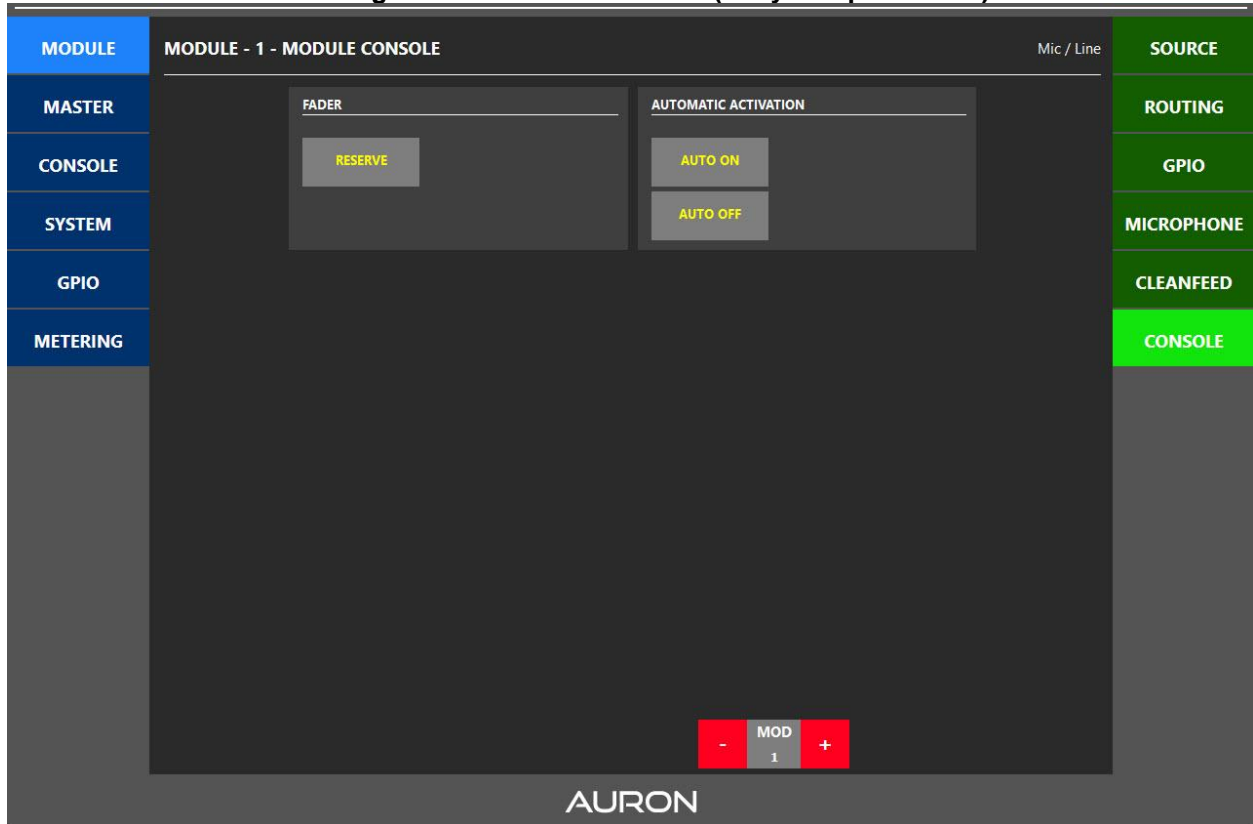 MODULE
MASTER
CONSOLE
SYSTEM
GPIO
METERING
MODULE - 1 - MODULE CONSOLE
Mic / Line
FADER
RESERVE
AUTOMATIC ACTIVATION
AUTO ON
AUTO OFF
- MOD +
1
SOURCE
ROUTING
GPIO
MICROPHONE
CLEANFEED
CONSOLE
AURON